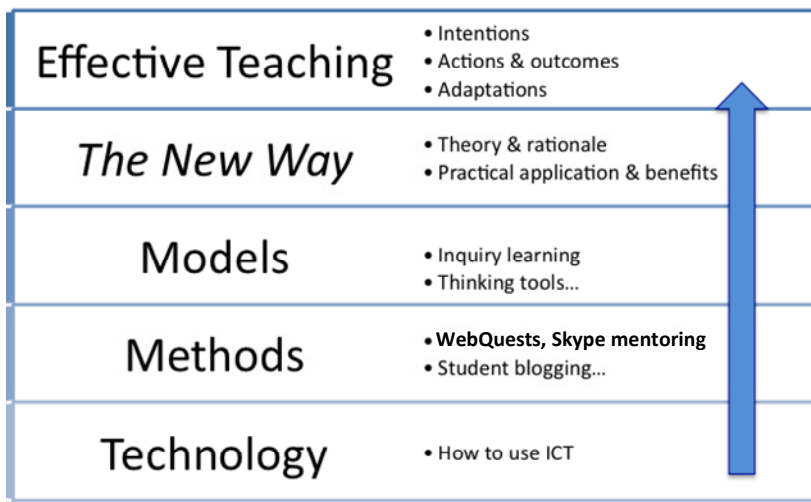 Effective Teaching
• Intentions
• Actions & outcomes
• Adaptations
The New Way
• Theory & rationale
• Practical application & benefits
Models
• Inquiry learning
• Thinking tools...
Methods
• WebQuests, Skype mentoring
• Student blogging...
Technology
• How to use ICT